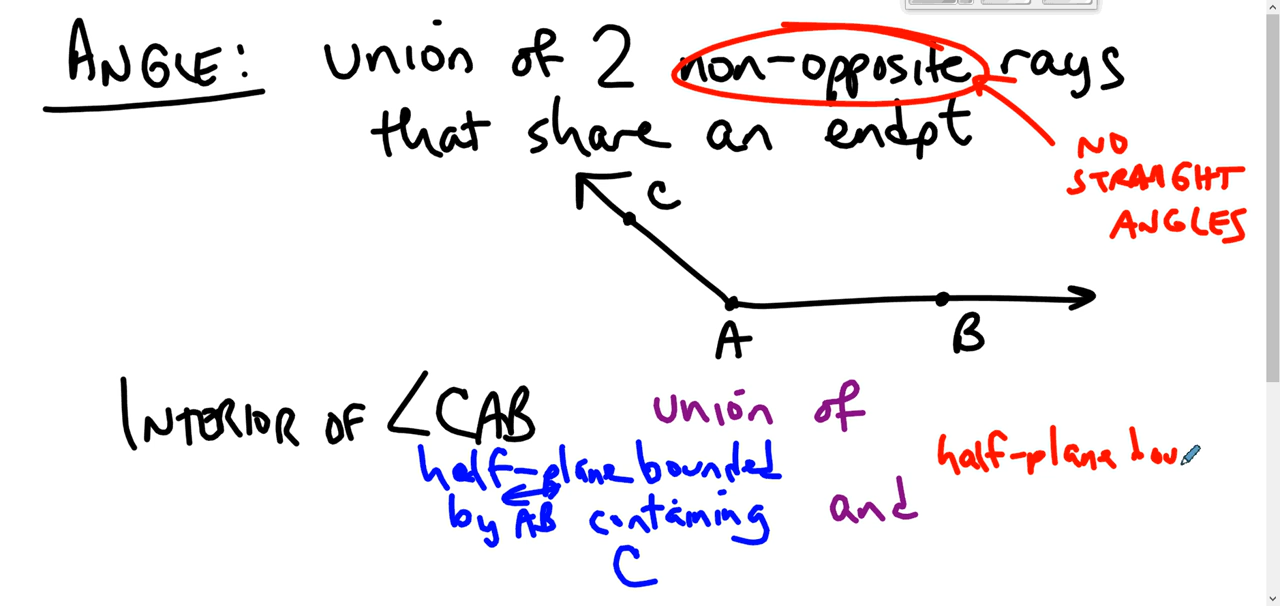 ANGLE: union of 2 non-opposite rays
that share an endpt
NO
STRAIGHT
ANGLES
C
A
B
INTERIOR OF ∠CAB
union of
half-plane bounded
by AB containing
C
and
half-plane bou